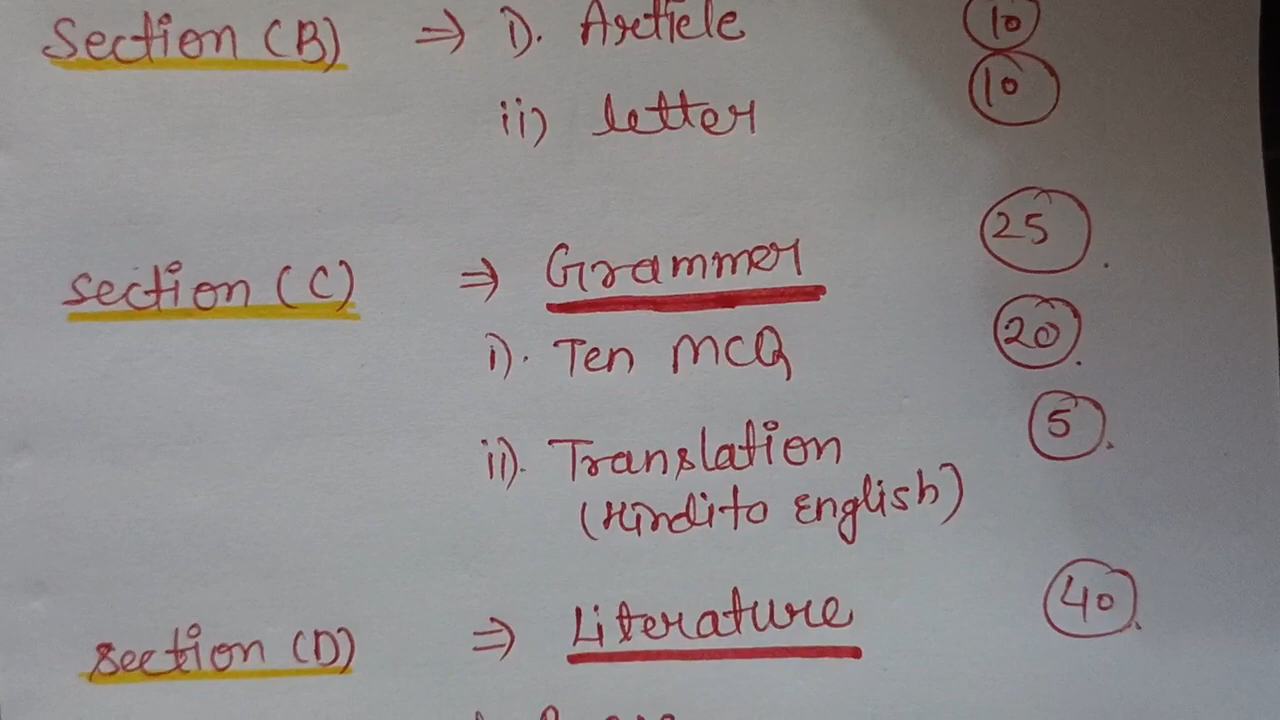 Section (B) ⇒ i). Article 10
ii) letter 10
Section (C) ⇒ Grammer 25
i). Ten MCQ 20
ii). Translation 5
(Hindi to English)
Section (D) ⇒ Literature 40